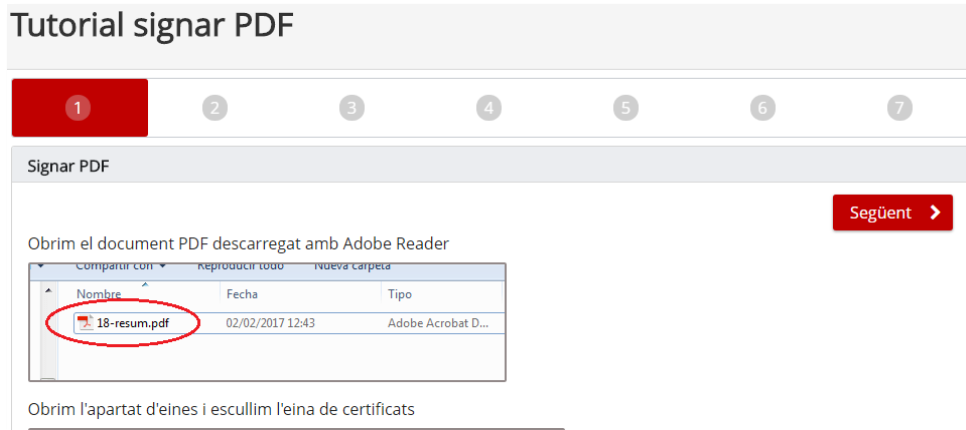 Tutorial signar PDF
1 2 3 4 5 6 7
Signar PDF
Següent
Obrim el document PDF descarregat amb Adobe Reader
Compartir con Reproducir todo Nueva carpeta
Nombre Fecha Tipo
18-resum.pdf 02/02/2017 12:43 Adobe Acrobat D...
Obrim l'apartat d'eines i escullim l'eina de certificats